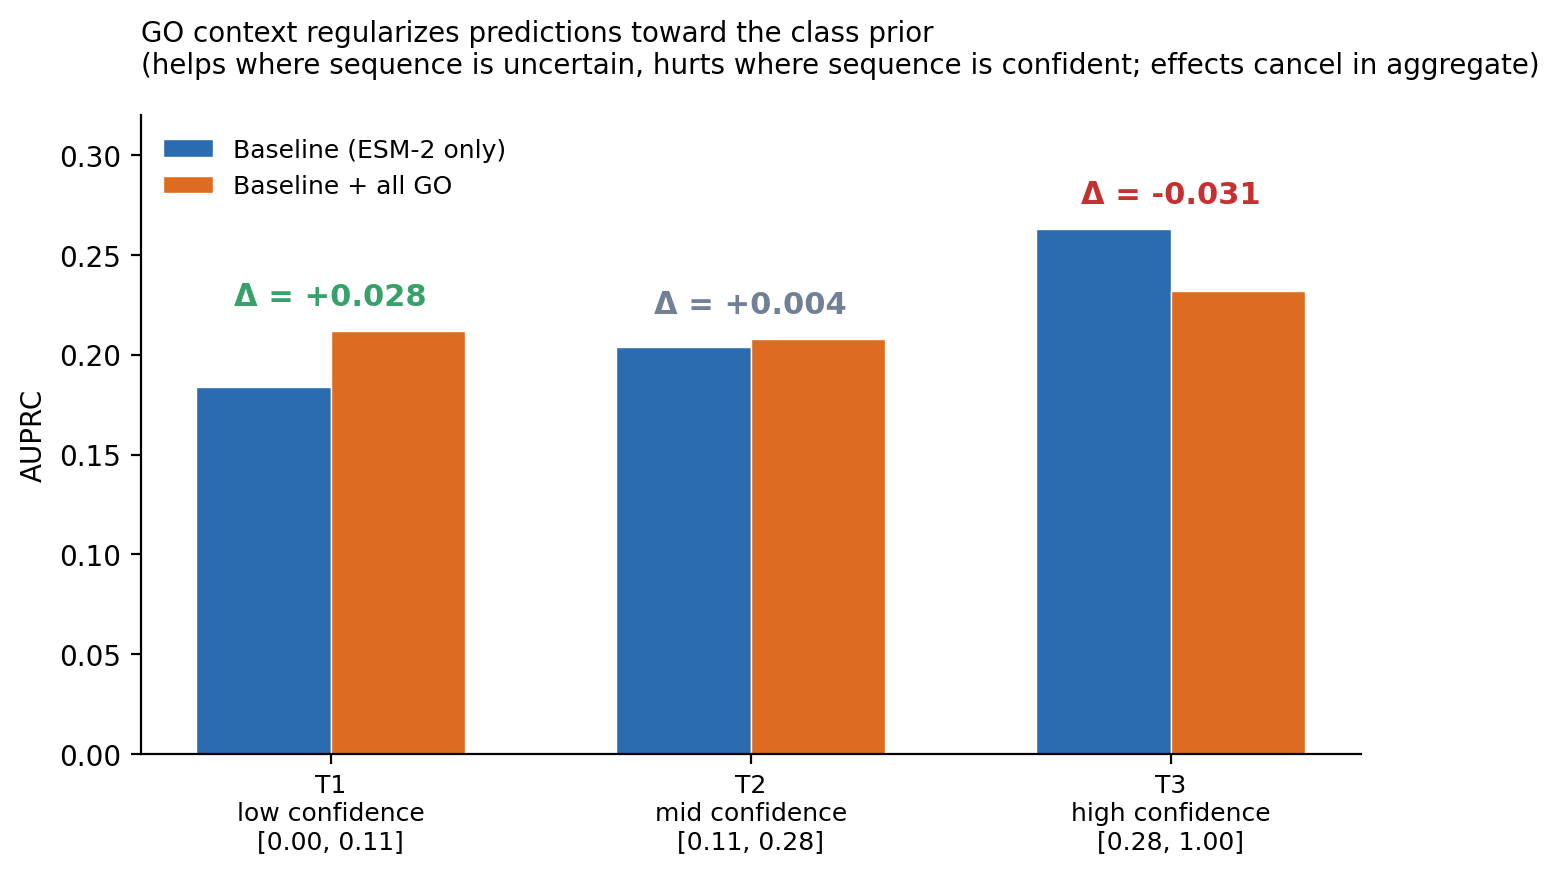 GO context regularizes predictions toward the class prior
(helps where sequence is uncertain, hurts where sequence is confident; effects cancel in aggregate)
Baseline (ESM-2 only)
Baseline + all GO
Δ = +0.028
Δ = +0.004
Δ = -0.031
AUPRC
0.30
0.25
0.20
0.15
0.10
0.05
0.00
T1
low confidence
[0.00, 0.11]
T2
mid confidence
[0.11, 0.28]
T3
high confidence
[0.28, 1.00]